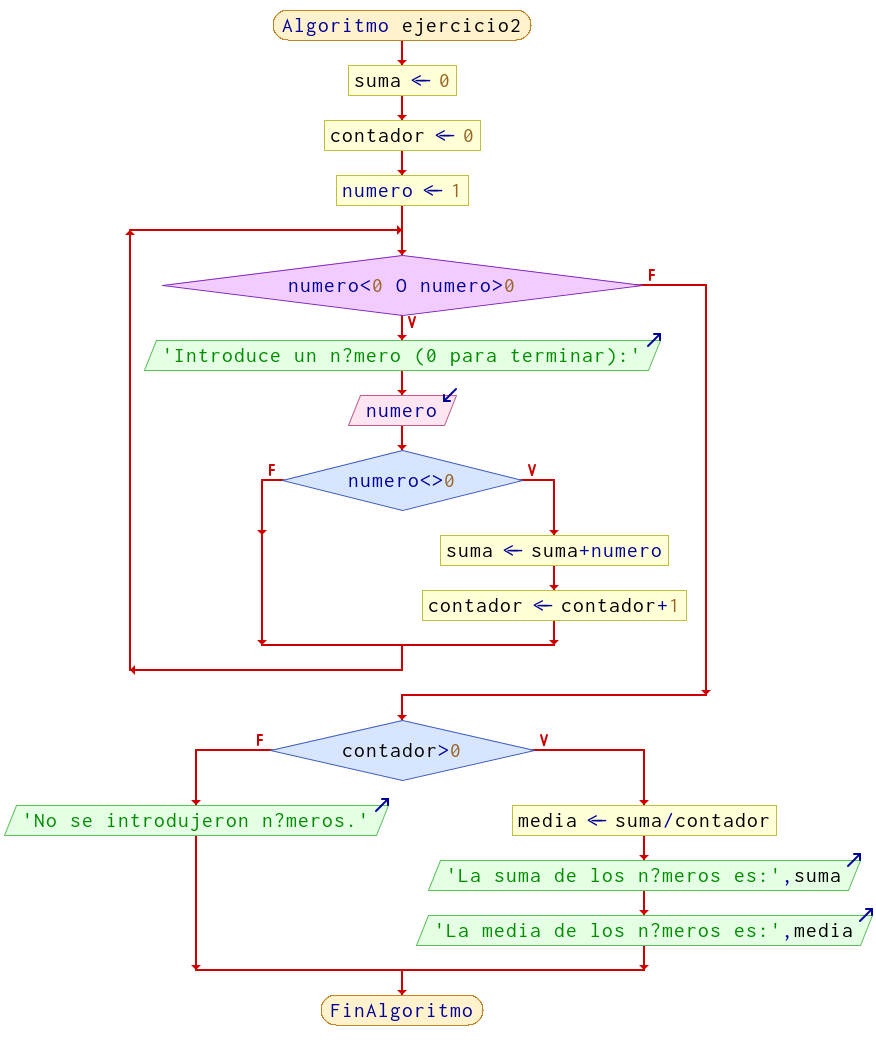 Algoritmo ejercicio2
suma ← 0
contador ← 0
numero ← 1
numero<0 O numero>0
F
V
'Introduce un n?mero (0 para terminar):'
numero
F
V
numero<>0
suma ← suma+numero
contador ← contador+1
F
V
contador>0
'No se introdujeron n?meros.'
media ← suma/contador
'La suma de los n?meros es:',suma
'La media de los n?meros es:',media
FinAlgoritmo